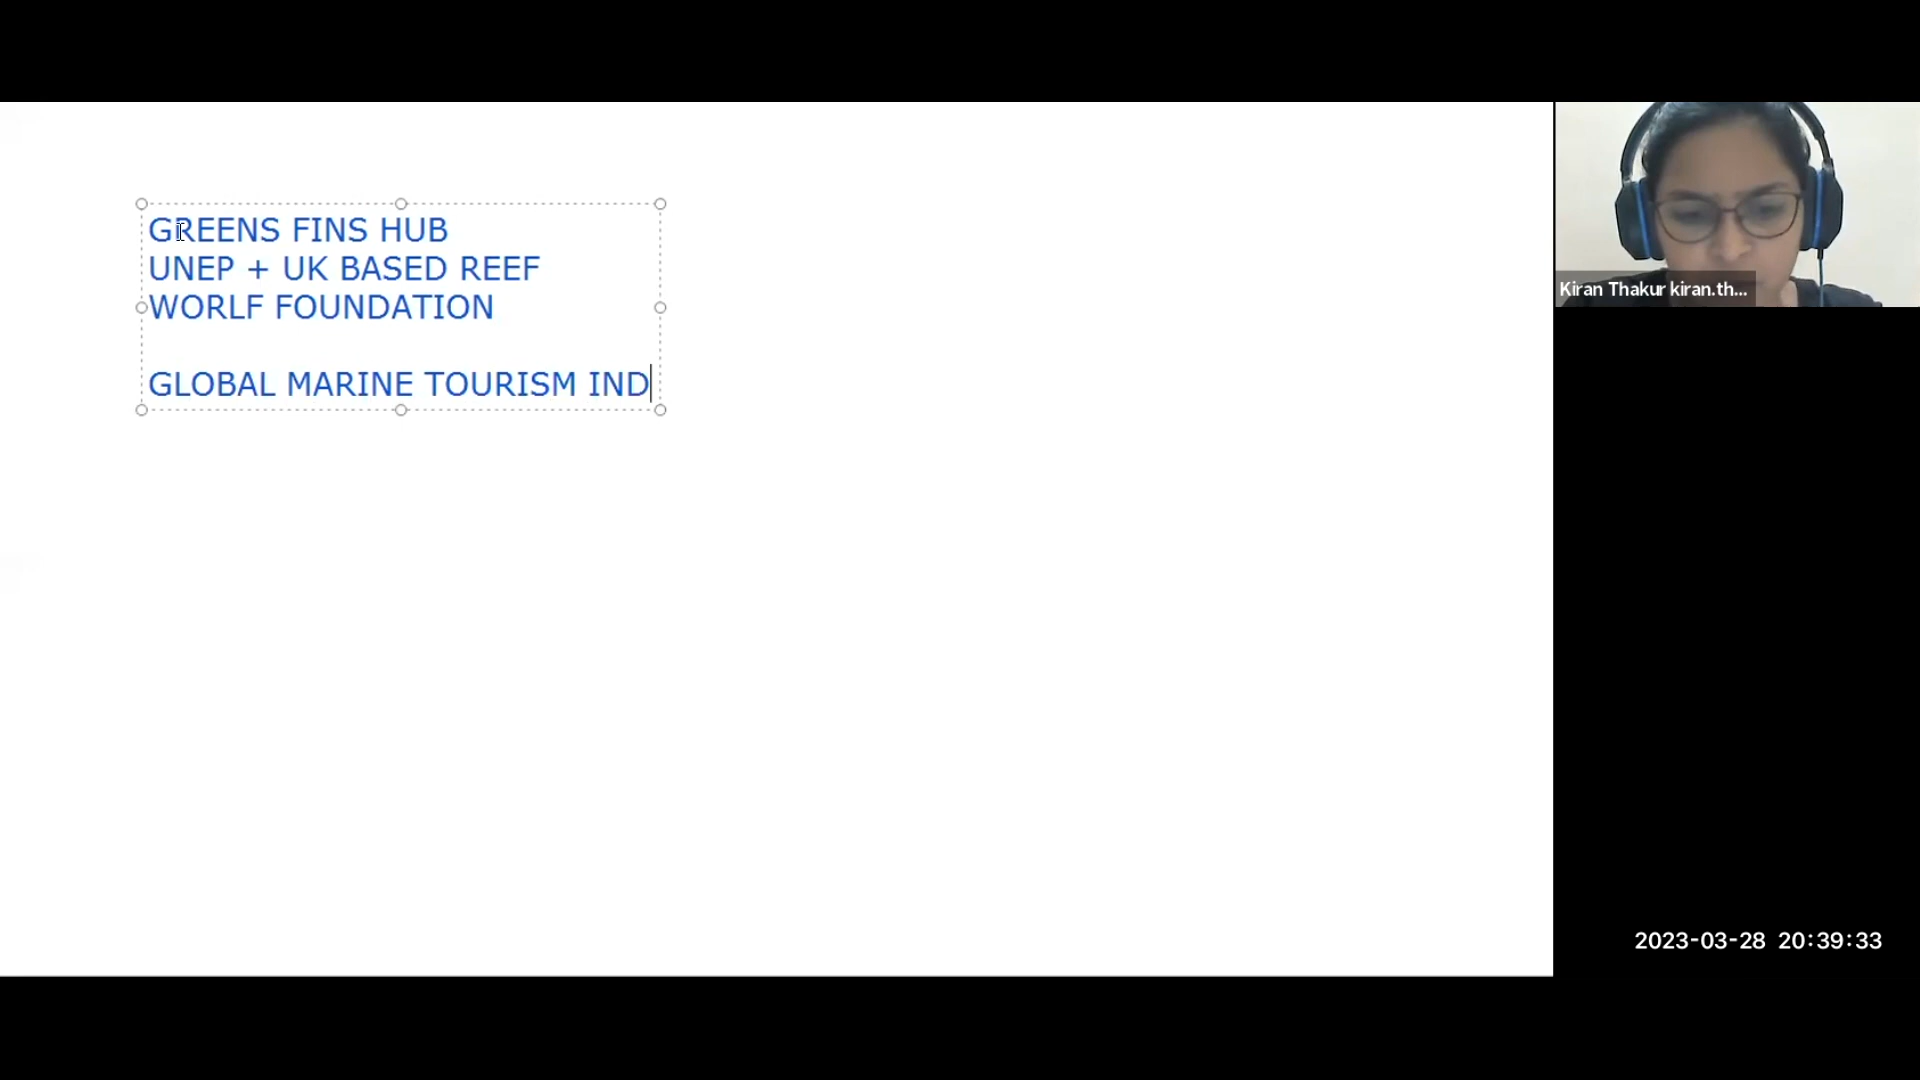 GREENS FINS HUB
UNEP + UK BASED REEF
WORLF FOUNDATION
GLOBAL MARINE TOURISM IND
Kiran Thakur kiran.th...
2023-03-28 20:39:33